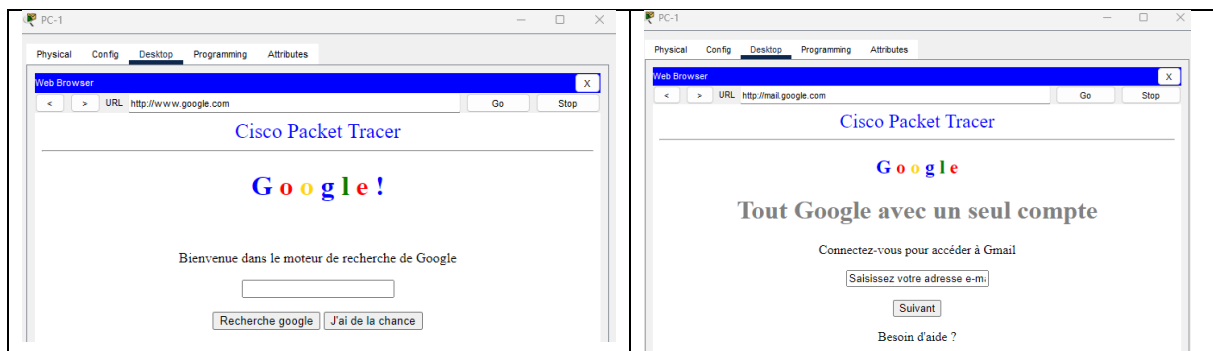 PC-1
Physical Config Desktop Programming Attributes
Web Browser X
< > URL http://www.google.com Go Stop
Cisco Packet Tracer
G o o g l e !
Bienvenue dans le moteur de recherche de Google
Recherche google J'ai de la chance
PC-1
Physical Config Desktop Programming Attributes
Web Browser X
< > URL http://mail.google.com Go Stop
Cisco Packet Tracer
G o o g l e
Tout Google avec un seul compte
Connectez-vous pour accéder à Gmail
Saisissez votre adresse e-m
Suivant
Besoin d'aide ?